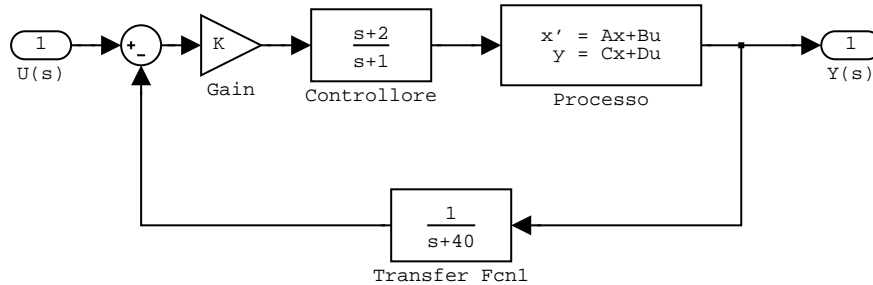 1
U(s)
+
-
K
Gain
s+2
s+1
Controllore
x' = Ax+Bu
y = Cx+Du
Processo
1
Y(s)
1
s+40
Transfer Fcn1